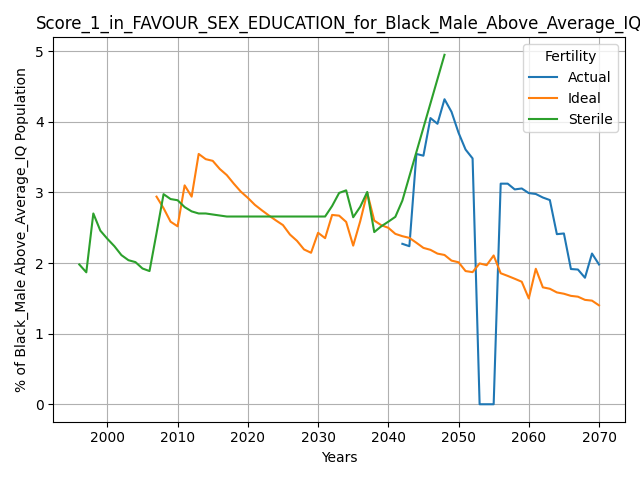 Score_1_in_FAVOUR_SEX_EDUCATION_for_Black_Male_Above_Average_IQ
% of Black_Male Above_Average_IQ Population
5
4
3
2
1
0
Fertility
Actual
Ideal
Sterile
2000 2010 2020 2030 2040 2050 2060 2070
Years